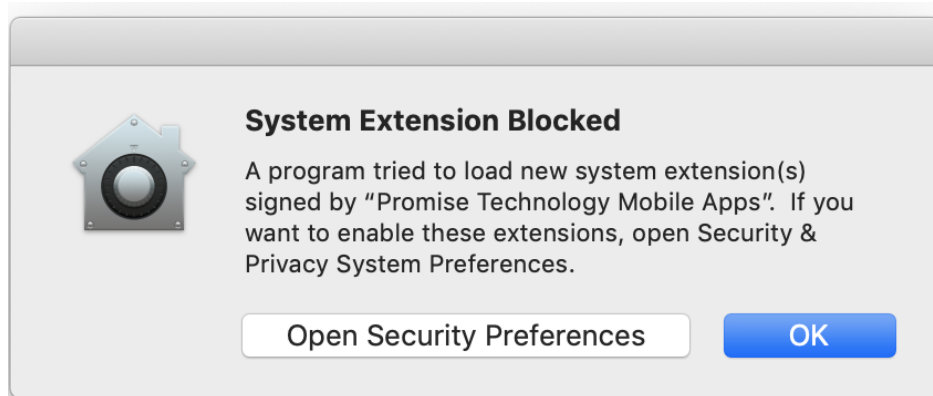 System Extension Blocked
A program tried to load new system extension(s)
signed by “Promise Technology Mobile Apps”.  If you
want to enable these extensions, open Security &
Privacy System Preferences.
Open Security Preferences
OK